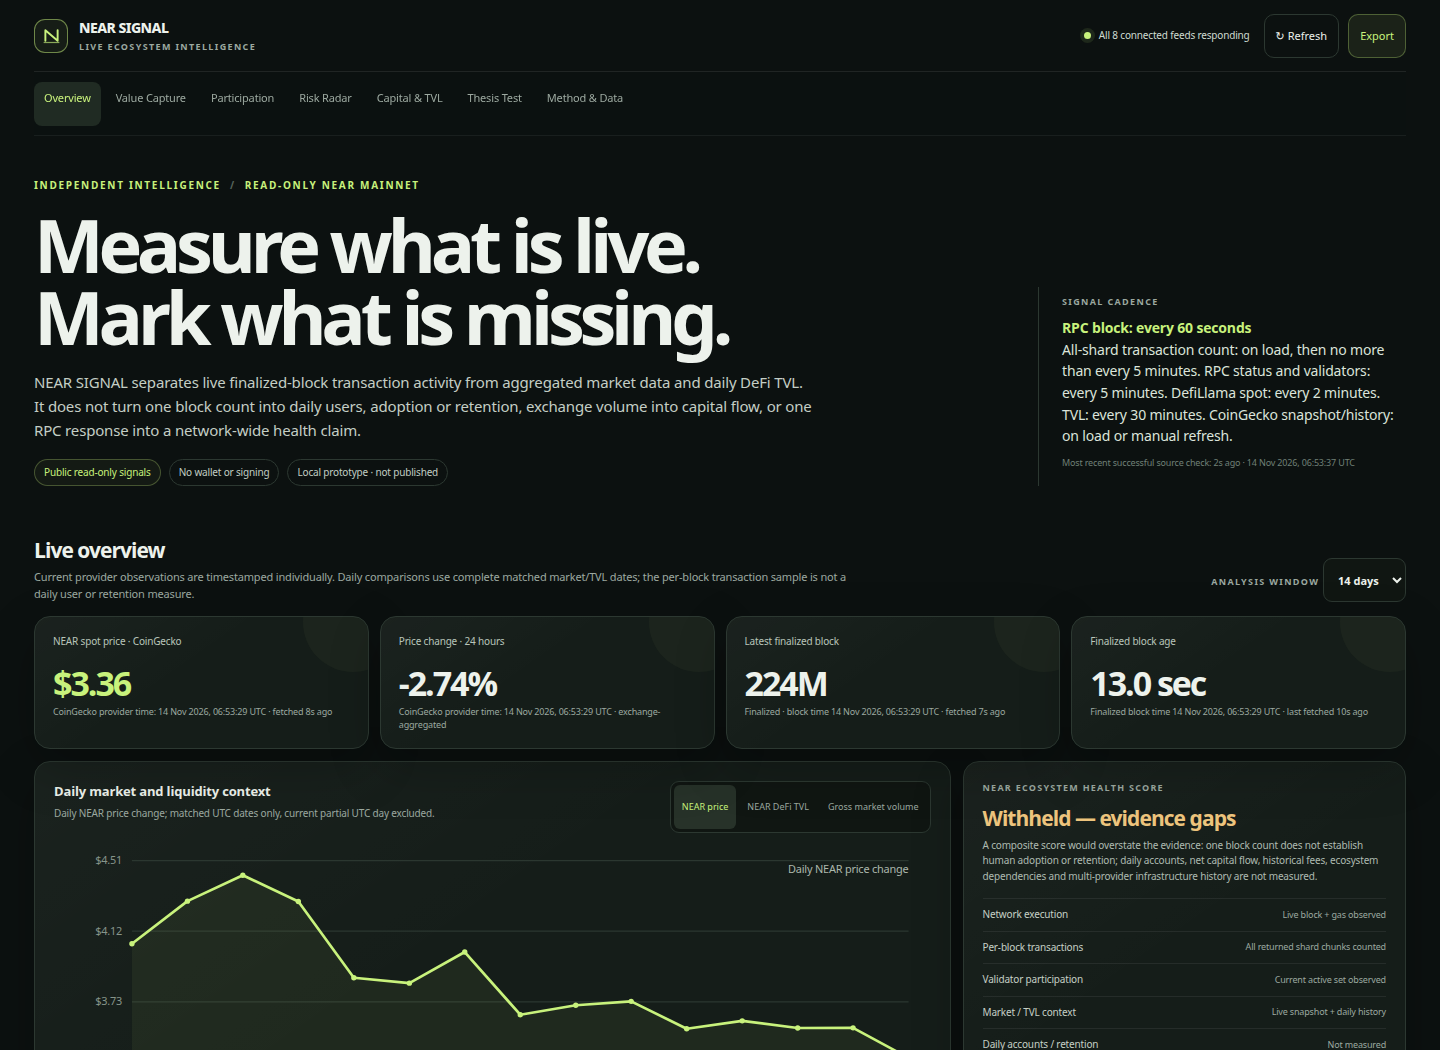 NEAR SIGNAL
LIVE ECOSYSTEM INTELLIGENCE
All 8 connected feeds responding
↻ Refresh
Export
Overview
Value Capture
Participation
Risk Radar
Capital & TVL
Thesis Test
Method & Data
INDEPENDENT INTELLIGENCE / READ-ONLY NEAR MAINNET
Measure what is live.
Mark what is missing.
NEAR SIGNAL separates live finalized-block transaction activity from aggregated market data and daily DeFi TVL.
It does not turn one block count into daily users, adoption or retention, exchange volume into capital flow, or one
RPC response into a network-wide health claim.
Public read-only signals
No wallet or signing
Local prototype · not published
SIGNAL CADENCE
RPC block: every 60 seconds
All-shard transaction count: on load, then no more
than every 5 minutes. RPC status and validators:
every 5 minutes. DefiLlama spot: every 2 minutes.
TVL: every 30 minutes. CoinGecko snapshot/history:
on load or manual refresh.
Most recent successful source check: 2s ago · 14 Nov 2026, 06:53:37 UTC
Live overview
Current provider observations are timestamped individually. Daily comparisons use complete matched market/TVL dates; the per-block transaction sample is not a
daily user or retention measure.
ANALYSIS WINDOW
14 days
NEAR spot price · CoinGecko
$3.36
CoinGecko provider time: 14 Nov 2026, 06:53:29 UTC · fetched 8s ago
Price change · 24 hours
-2.74%
CoinGecko provider time: 14 Nov 2026, 06:53:29 UTC · exchange-
aggregated
Latest finalized block
224M
Finalized · block time 14 Nov 2026, 06:53:29 UTC · fetched 7s ago
Finalized block age
13.0 sec
Finalized block time 14 Nov 2026, 06:53:29 UTC · last fetched 10s ago
Daily market and liquidity context
Daily NEAR price change; matched UTC dates only, current partial UTC day excluded.
NEAR price
NEAR DeFi TVL
Gross market volume
$4.51
Daily NEAR price change
$4.12
$3.73
NEAR ECOSYSTEM HEALTH SCORE
Withheld — evidence gaps
A composite score would overstate the evidence: one block count does not establish
human adoption or retention; daily accounts, net capital flow, historical fees, ecosystem
dependencies and multi-provider infrastructure history are not measured.
Network execution
Live block + gas observed
Per-block transactions
All returned shard chunks counted
Validator participation
Current active set observed
Market / TVL context
Live snapshot + daily history
Daily accounts / retention
Not measured